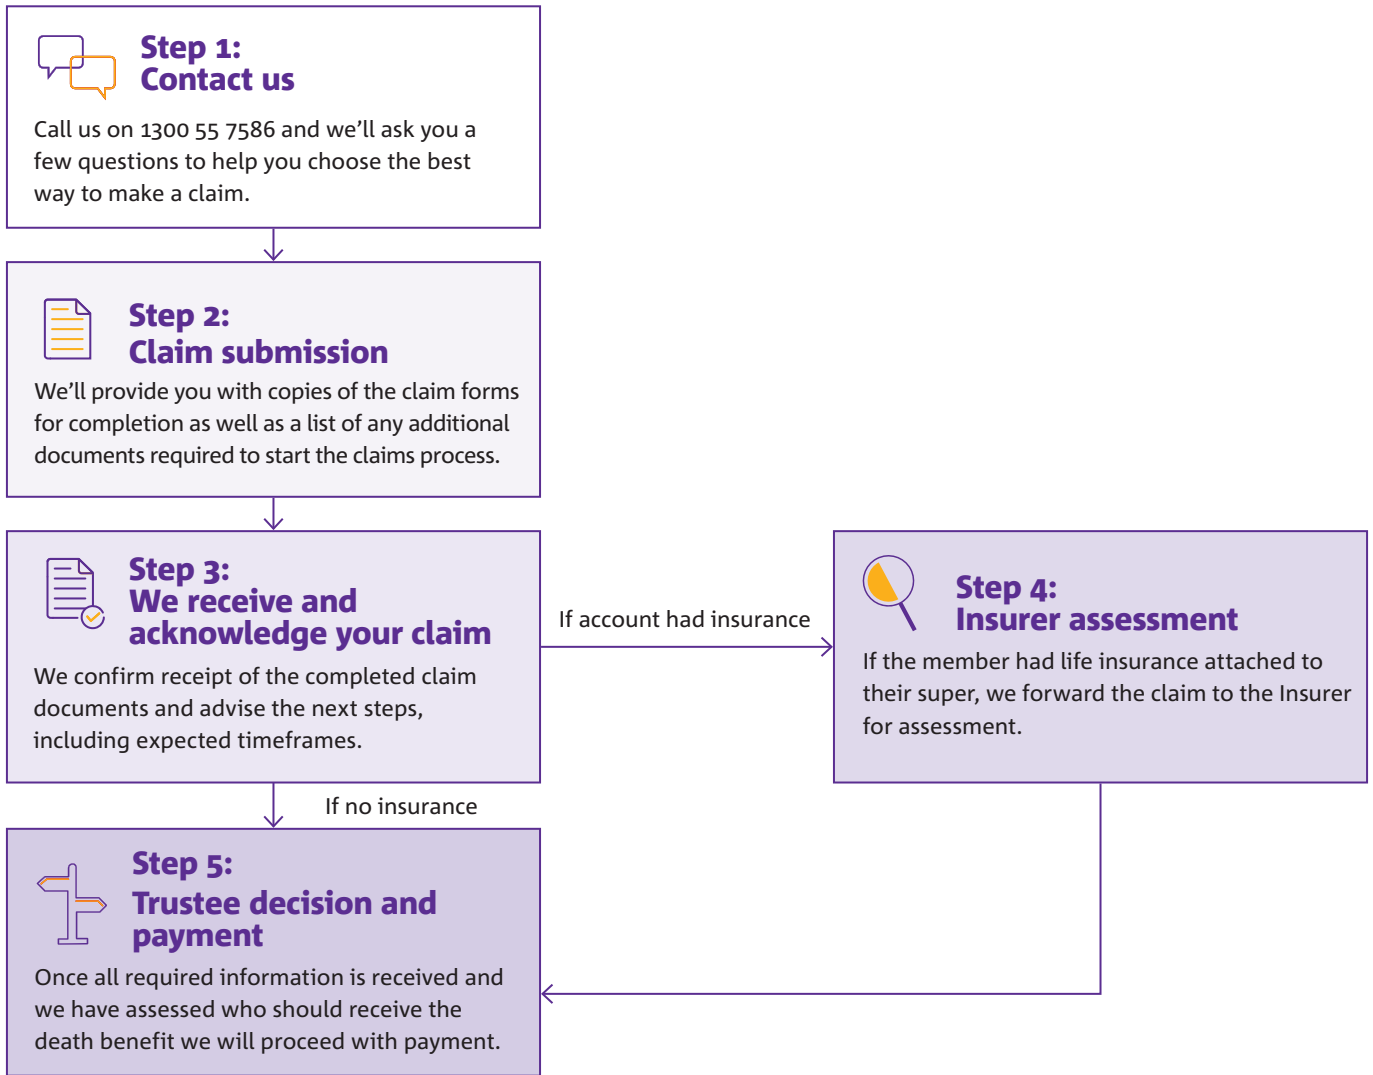 Step 1:
Contact us
Call us on 1300 55 7586 and we’ll ask you a
few questions to help you choose the best
way to make a claim.
Step 2:
Claim submission
We’ll provide you with copies of the claim forms
for completion as well as a list of any additional
documents required to start the claims process.
Step 3:
We receive and
acknowledge your claim
We confirm receipt of the completed claim
documents and advise the next steps,
including expected timeframes.
If account had insurance
Step 4:
Insurer assessment
If the member had life insurance attached to
their super, we forward the claim to the Insurer
for assessment.
If no insurance
Step 5:
Trustee decision and
payment
Once all required information is received and
we have assessed who should receive the
death benefit we will proceed with payment.